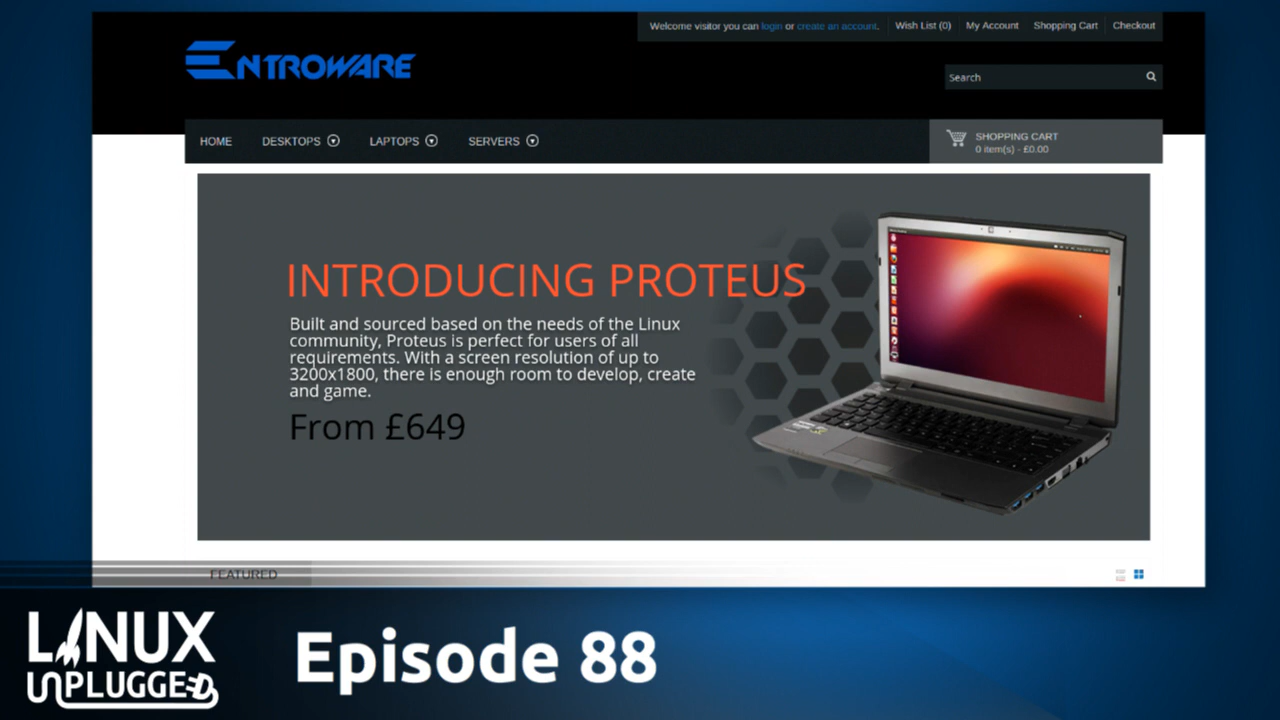 Welcome visitor you can login or create an account. Wish List (0) My Account Shopping Cart Checkout
ENTROWARE
Search
HOME DESKTOPS LAPTOPS SERVERS
SHOPPING CART
0 item(s) - £0.00
INTRODUCING PROTEUS
Built and sourced based on the needs of the Linux
community, Proteus is perfect for users of all
requirements. With a screen resolution of up to
3200x1800, there is enough room to develop, create
and game.
From £649
FEATURED
LINUX
UNPLUGGED
Episode 88